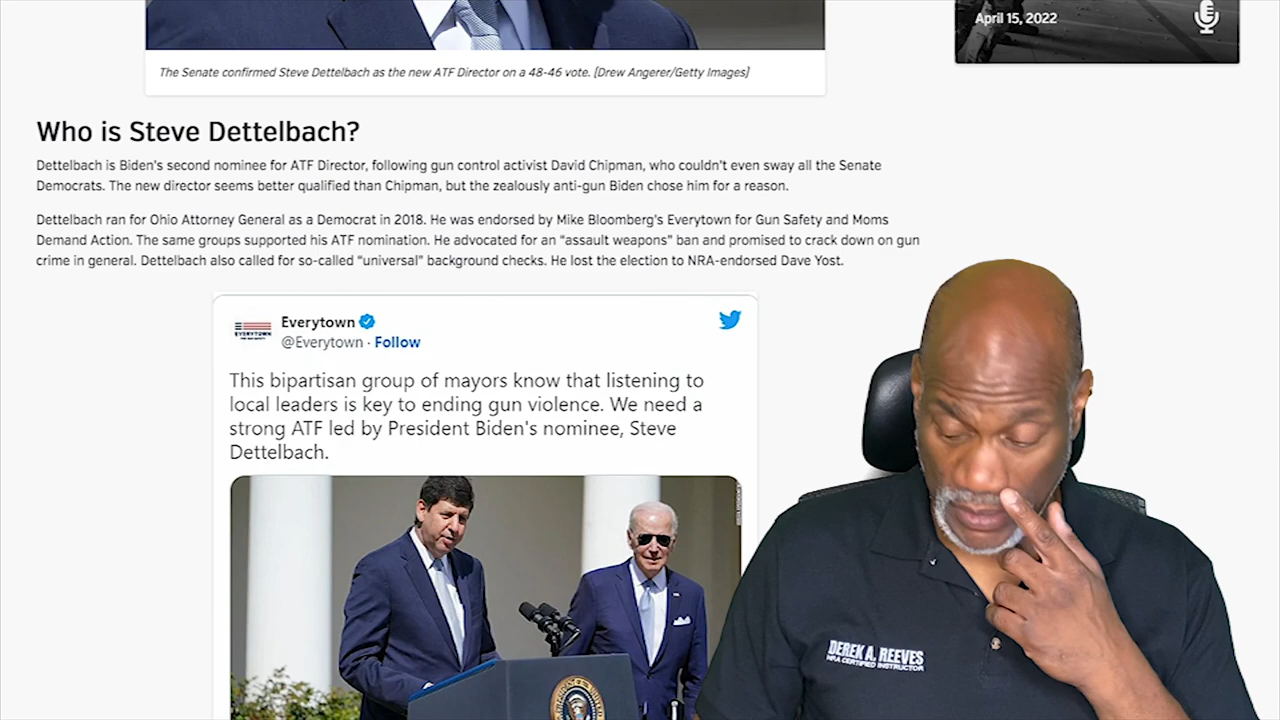 April 15, 2022
The Senate confirmed Steve Dettelbach as the new ATF Director on a 48-46 vote. [Drew Angerer/Getty Images]
Who is Steve Dettelbach?
Dettelbach is Biden's second nominee for ATF Director, following gun control activist David Chipman, who couldn't even sway all the Senate
Democrats. The new director seems better qualified than Chipman, but the zealously anti-gun Biden chose him for a reason.
Dettelbach ran for Ohio Attorney General as a Democrat in 2018. He was endorsed by Mike Bloomberg's Everytown for Gun Safety and Moms
Demand Action. The same groups supported his ATF nomination. He advocated for an “assault weapons” ban and promised to crack down on gun
crime in general. Dettelbach also called for so-called “universal” background checks. He lost the election to NRA-endorsed Dave Yost.
EVERYTOWN
Everytown
@Everytown · Follow
This bipartisan group of mayors know that listening to
local leaders is key to ending gun violence. We need a
strong ATF led by President Biden's nominee, Steve
Dettelbach.
DEREK A. REEVES
NRA CERTIFIED INSTRUCTOR